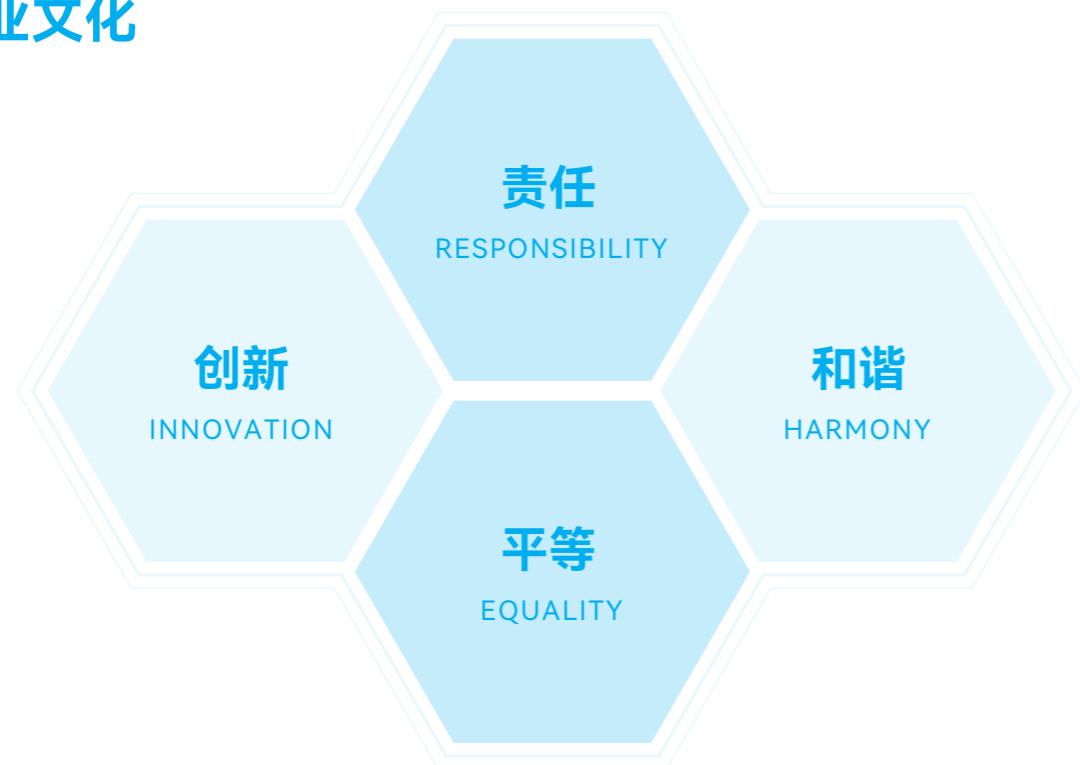 业文化
责任
RESPONSIBILITY
创新
INNOVATION
和谐
HARMONY
平等
EQUALITY